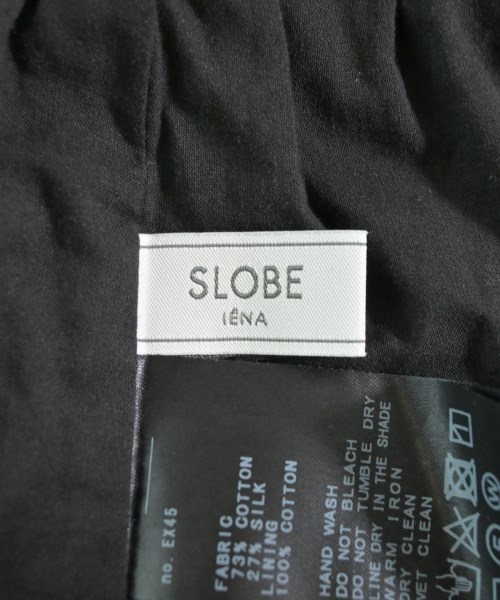 SLOBE
IÉNA
no. EX45
FABRIC
73% COTTON
27% SILK
LINING
100% COTTON
HAND WASH
DO NOT BLEACH
DO NOT TUMBLE DRY
LINE DRY IN THE SHADE
WARM IRON
DRY CLEAN
WET CLEAN